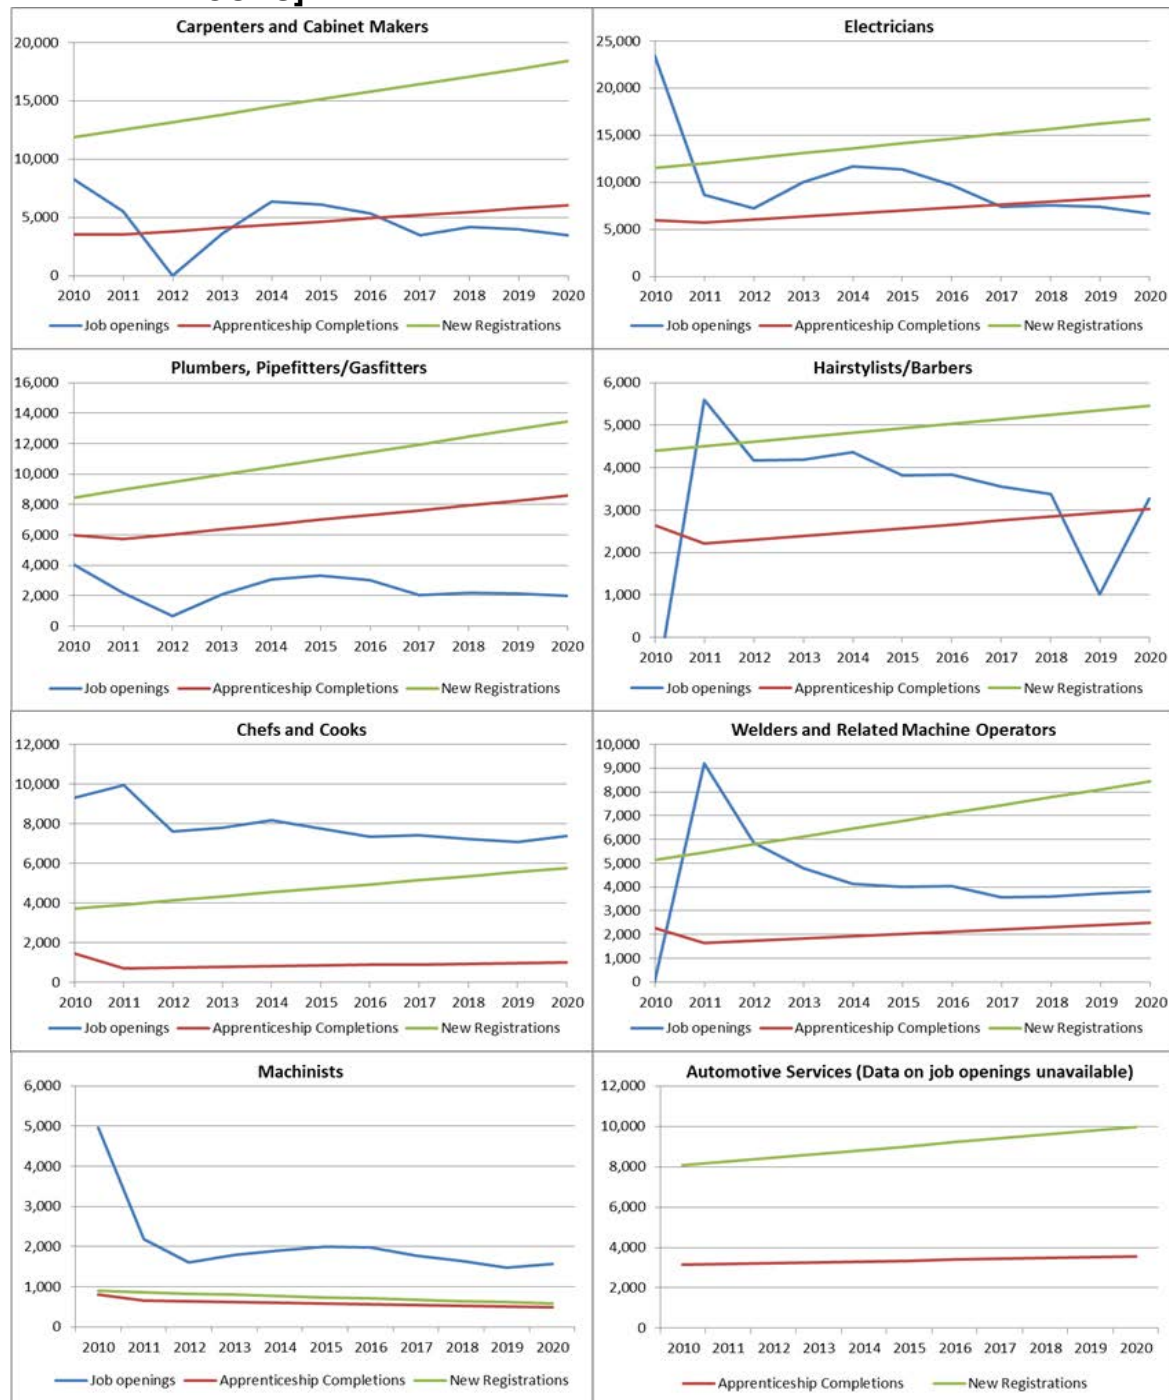 Carpenters and Cabinet Makers
20,000
15,000
10,000
5,000
0
2010 2011 2012 2013 2014 2015 2016 2017 2018 2019 2020
Job openings Apprenticeship Completions New Registrations
Electricians
25,000
20,000
15,000
10,000
5,000
0
2010 2011 2012 2013 2014 2015 2016 2017 2018 2019 2020
Job openings Apprenticeship Completions New Registrations
Plumbers, Pipefitters/Gasfitters
16,000
14,000
12,000
10,000
8,000
6,000
4,000
2,000
0
2010 2011 2012 2013 2014 2015 2016 2017 2018 2019 2020
Job openings Apprenticeship Completions New Registrations
Hairstylists/Barbers
6,000
5,000
4,000
3,000
2,000
1,000
0
2010 2011 2012 2013 2014 2015 2016 2017 2018 2019 2020
Job openings Apprenticeship Completions New Registrations
Chefs and Cooks
12,000
10,000
8,000
6,000
4,000
2,000
0
2010 2011 2012 2013 2014 2015 2016 2017 2018 2019 2020
Job openings Apprenticeship Completions New Registrations
Welders and Related Machine Operators
10,000
9,000
8,000
7,000
6,000
5,000
4,000
3,000
2,000
1,000
0
2010 2011 2012 2013 2014 2015 2016 2017 2018 2019 2020
Job openings Apprenticeship Completions New Registrations
Machinists
6,000
5,000
4,000
3,000
2,000
1,000
0
2010 2011 2012 2013 2014 2015 2016 2017 2018 2019 2020
Job openings Apprenticeship Completions New Registrations
Automotive Services (Data on job openings unavailable)
12,000
10,000
8,000
6,000
4,000
2,000
0
2010 2011 2012 2013 2014 2015 2016 2017 2018 2019 2020
Apprenticeship Completions New Registrations